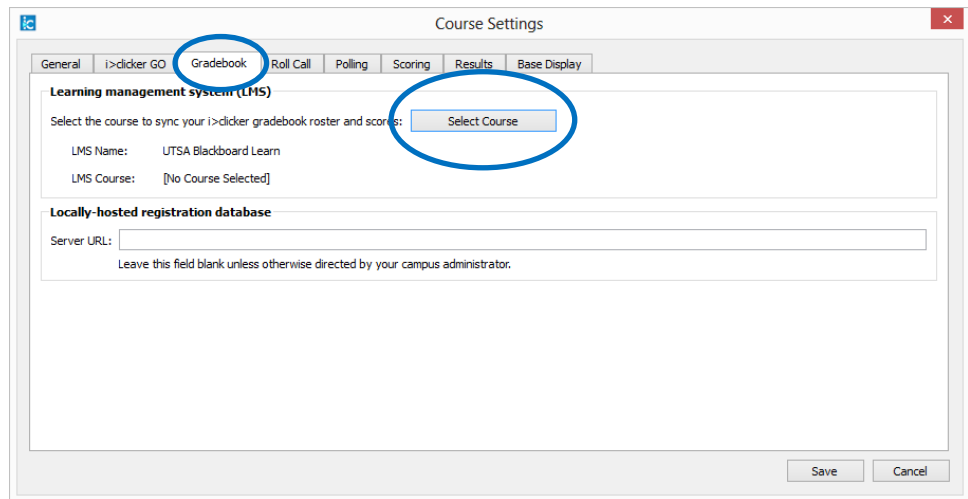 ic
Course Settings
General i>clicker GO Gradebook Roll Call Polling Scoring Results Base Display
Learning management system (LMS)
Select the course to sync your i>clicker gradebook roster and scores: Select Course
LMS Name: UTSA Blackboard Learn
LMS Course: [No Course Selected]
Locally-hosted registration database
Server URL:
Leave this field blank unless otherwise directed by your campus administrator.
Save Cancel